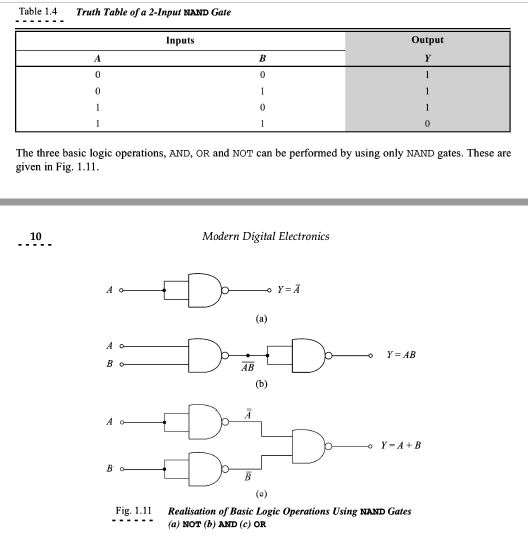 Table 1.4 Truth Table of a 2-Input NAND Gate
Inputs Output
A B Y
0 0 1
0 1 1
1 0 1
1 1 0
The three basic logic operations, AND, OR and NOT can be performed by using only NAND gates. These are
given in Fig. 1.11.
10 Modern Digital Electronics
A Y = A̅
(a)
A
B
A̅B̅
Y = AB
(b)
A
A̅
Y = A + B
B
B̅
(c)
Fig. 1.11 Realisation of Basic Logic Operations Using NAND Gates
(a) NOT (b) AND (c) OR